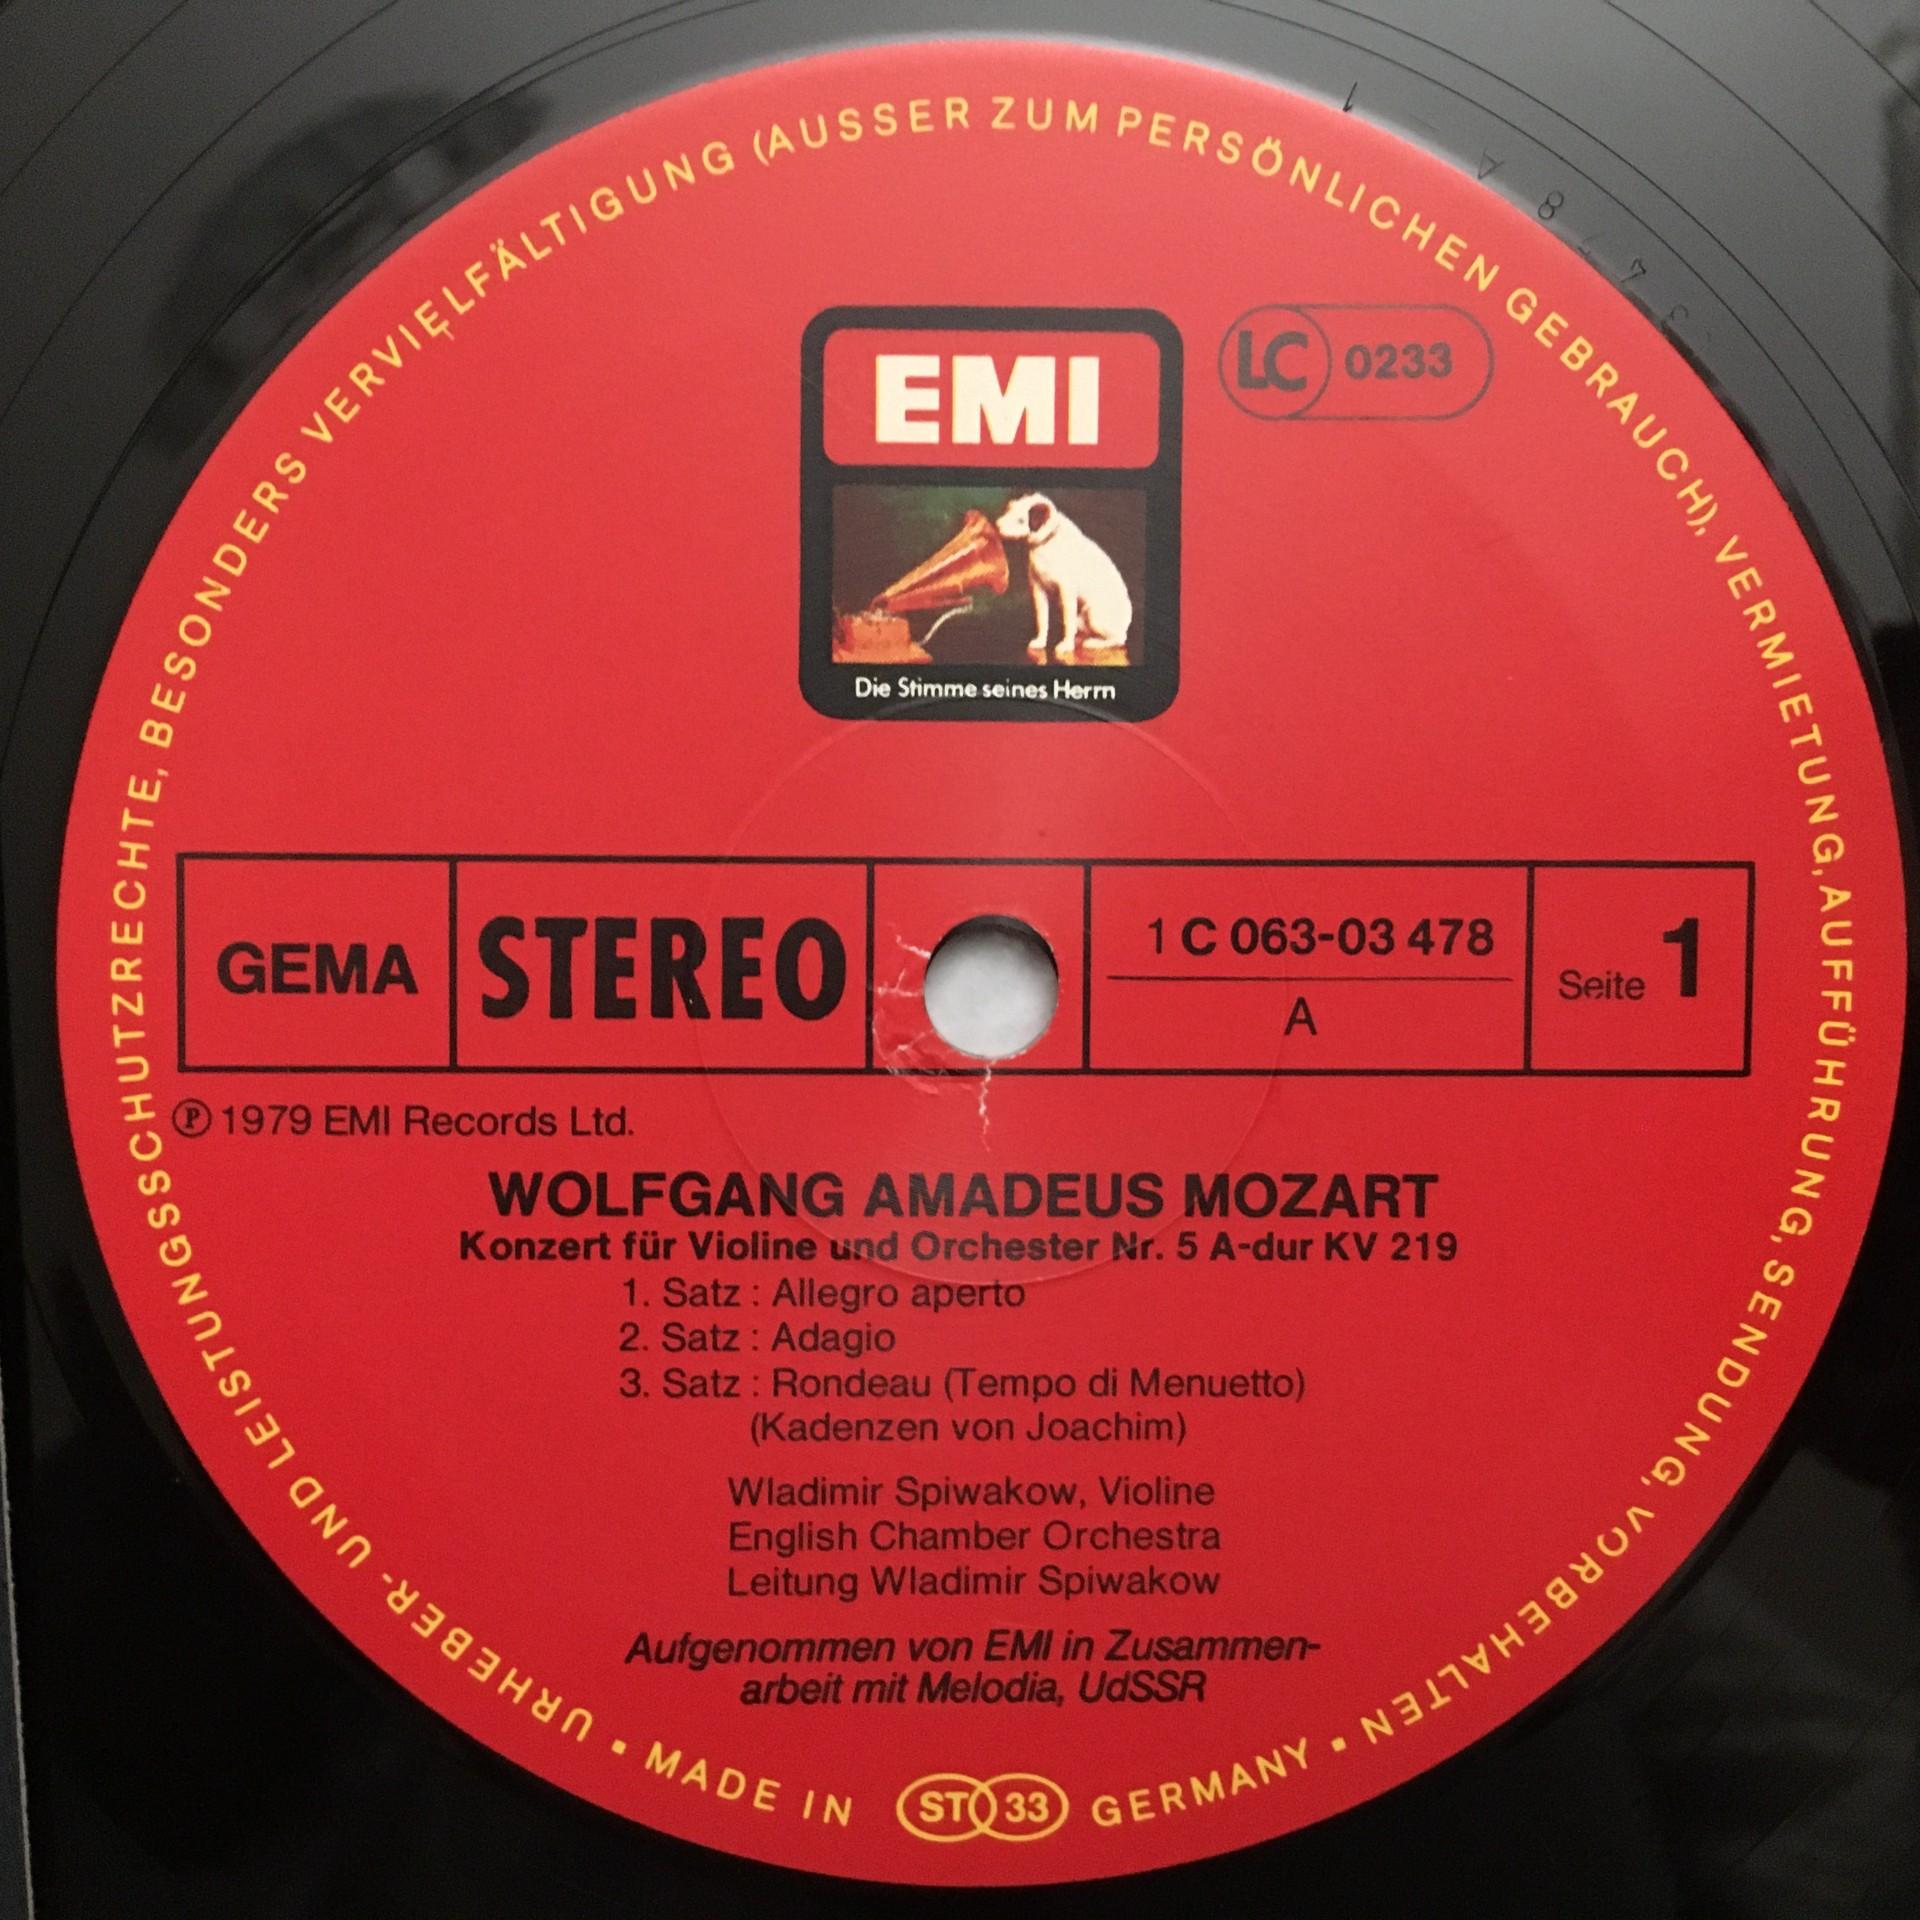 URHEBER- UND LEISTUNGSSCHUTZRECHTE, BESONDERS VERVIELFÄLTIGUNG (AUSSER ZUM PERSÖNLICHEN GEBRAUCH), VERMIETUNG, AUFFÜHRUNG, SENDUNG, VORBEHALTEN
EMI
LC 0233
Die Stimme seines Herrn
GEMA
STEREO
1 C 063-03 478
A
Seite 1
℗ 1979 EMI Records Ltd.
WOLFGANG AMADEUS MOZART
Konzert für Violine und Orchester Nr. 5 A-dur KV 219
1. Satz : Allegro aperto
2. Satz : Adagio
3. Satz : Rondeau (Tempo di Menuetto)
(Kadenzen von Joachim)
Wladimir Spiwakow, Violine
English Chamber Orchestra
Leitung Wladimir Spiwakow
Aufgenommen von EMI in Zusammen-
arbeit mit Melodia, UdSSR
▪ MADE IN ST 33 GERMANY ▪